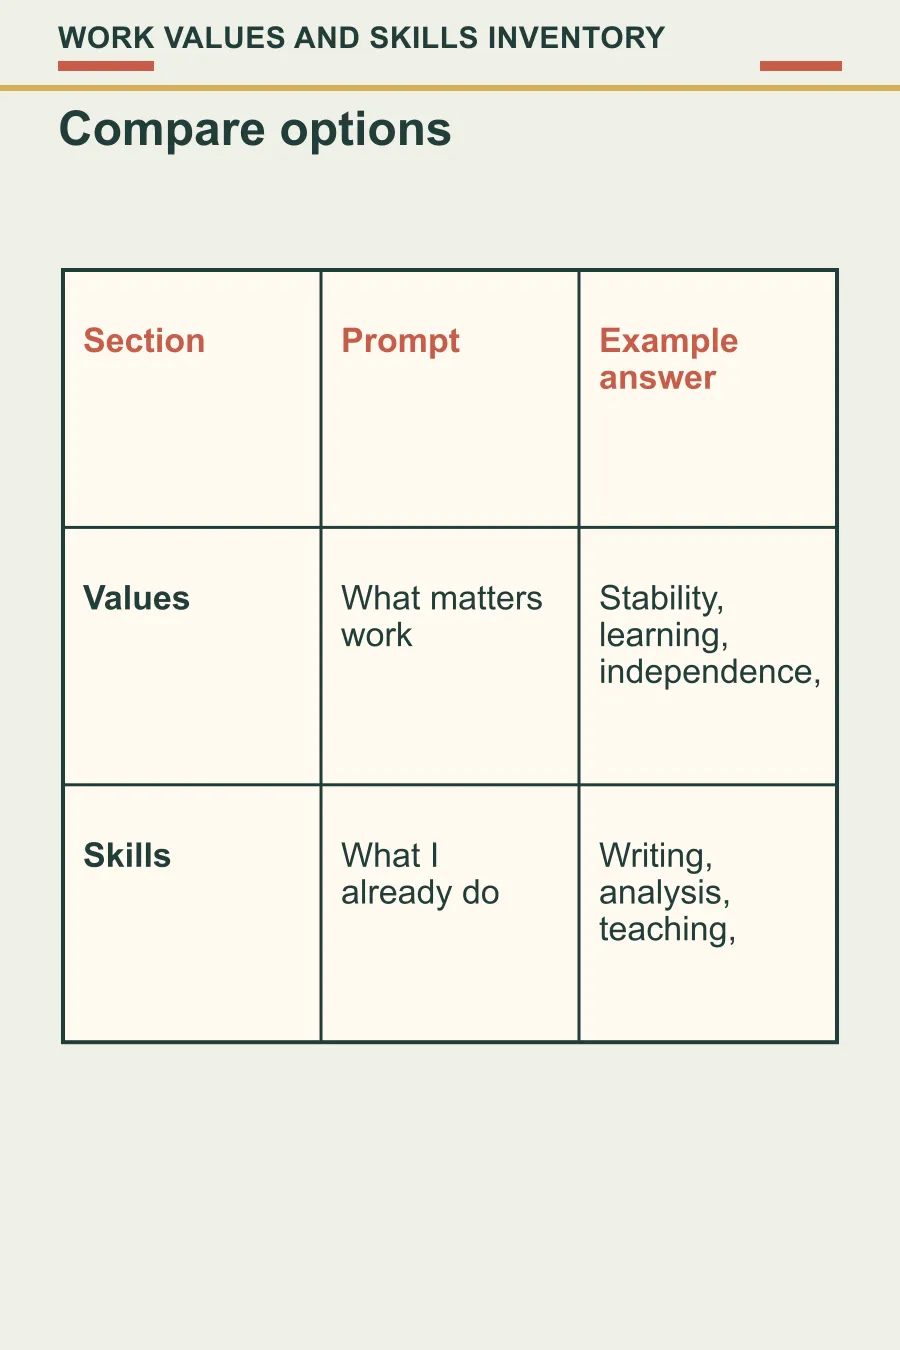 WORK VALUES AND SKILLS INVENTORY
Compare options
Section
Prompt
Example
answer
Values
What matters
work
Stability,
learning,
independence,
Skills
What I
already do
Writing,
analysis,
teaching,